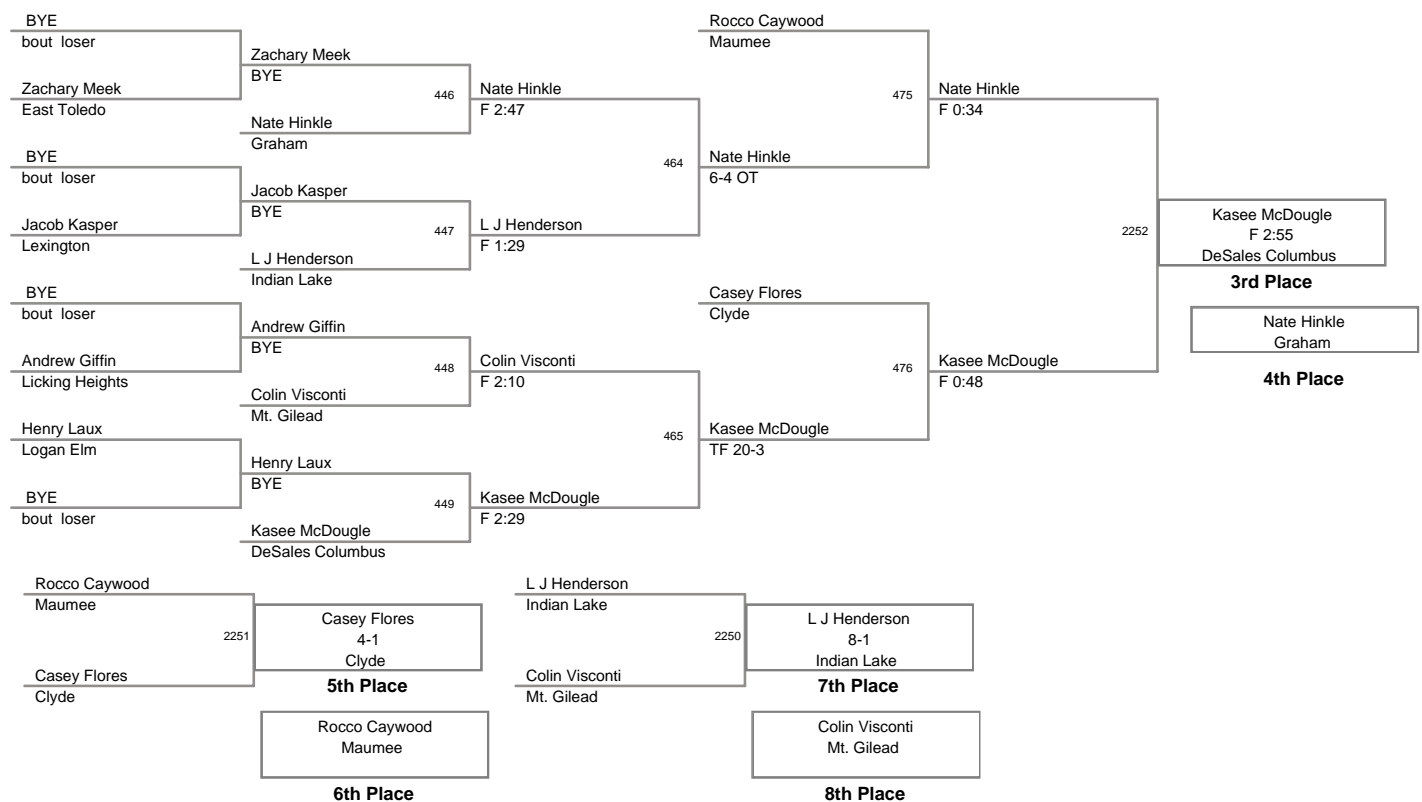 BYE
bout loser
Zachary Meek
East Toledo
BYE
bout loser
Jacob Kasper
Lexington
BYE
bout loser
Andrew Giffin
Licking Heights
Henry Laux
Logan Elm
BYE
bout loser
Zachary Meek
BYE
446
Nate Hinkle
Graham
Jacob Kasper
BYE
447
L J Henderson
Indian Lake
Andrew Giffin
BYE
448
Colin Visconti
Mt. Gilead
Henry Laux
BYE
449
Kasee McDougle
DeSales Columbus
Nate Hinkle
F 2:47
464
L J Henderson
F 1:29
Colin Visconti
F 2:10
465
Kasee McDougle
F 2:29
Rocco Caywood
Maumee
475
Nate Hinkle
6-4 OT
Casey Flores
Clyde
476
Kasee McDougle
TF 20-3
Nate Hinkle
F 0:34
2252
Kasee McDougle
F 0:48
Kasee McDougle
F 2:55
DeSales Columbus
3rd Place
Nate Hinkle
Graham
4th Place
Rocco Caywood
Maumee
2251
Casey Flores
Clyde
Casey Flores
4-1
Clyde
5th Place
Rocco Caywood
Maumee
6th Place
L J Henderson
Indian Lake
2250
Colin Visconti
Mt. Gilead
L J Henderson
8-1
Indian Lake
7th Place
Colin Visconti
Mt. Gilead
8th Place